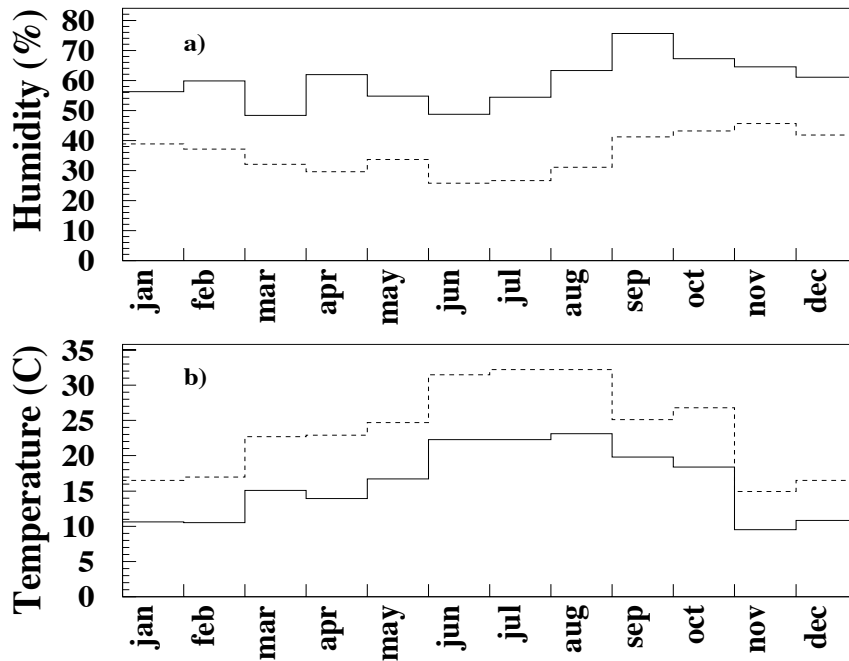 Humidity (%)
80
70
60
50
40
30
20
10
0
a)
jan
feb
mar
apr
may
jun
jul
aug
sep
oct
nov
dec
Temperature (C)
35
30
25
20
15
10
5
0
b)
jan
feb
mar
apr
may
jun
jul
aug
sep
oct
nov
dec